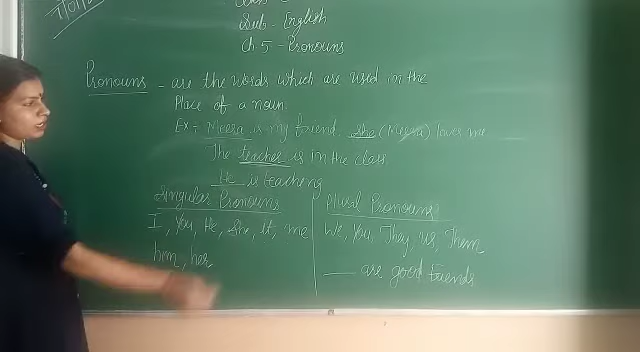 Sub - English
Ch 5 - Pronouns
Pronouns - are the words which are used in the
Place of a noun.
Ex:- Meera is my friend. she (Meera) loves me
The teacher is in the class
He is teaching
Singular Pronouns
I, You, He, She, it, me
him, her,
Plural Pronouns
We, You, They, Us, Them
___ are good friends